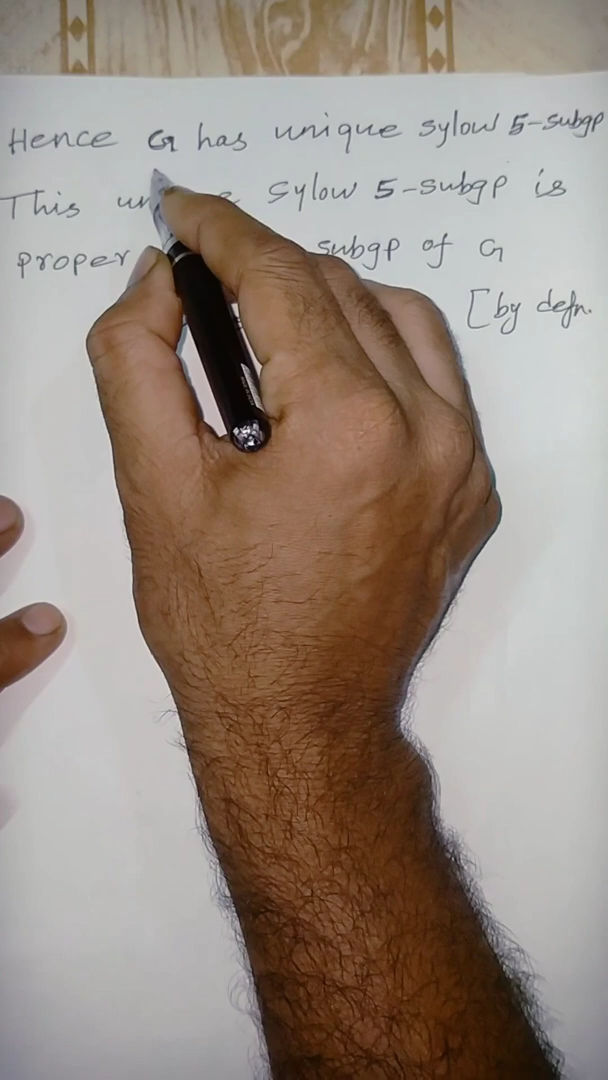 Hence G has unique sylow 5-subgp
This sylow 5-subgp is
proper subgp of G
[by defn.